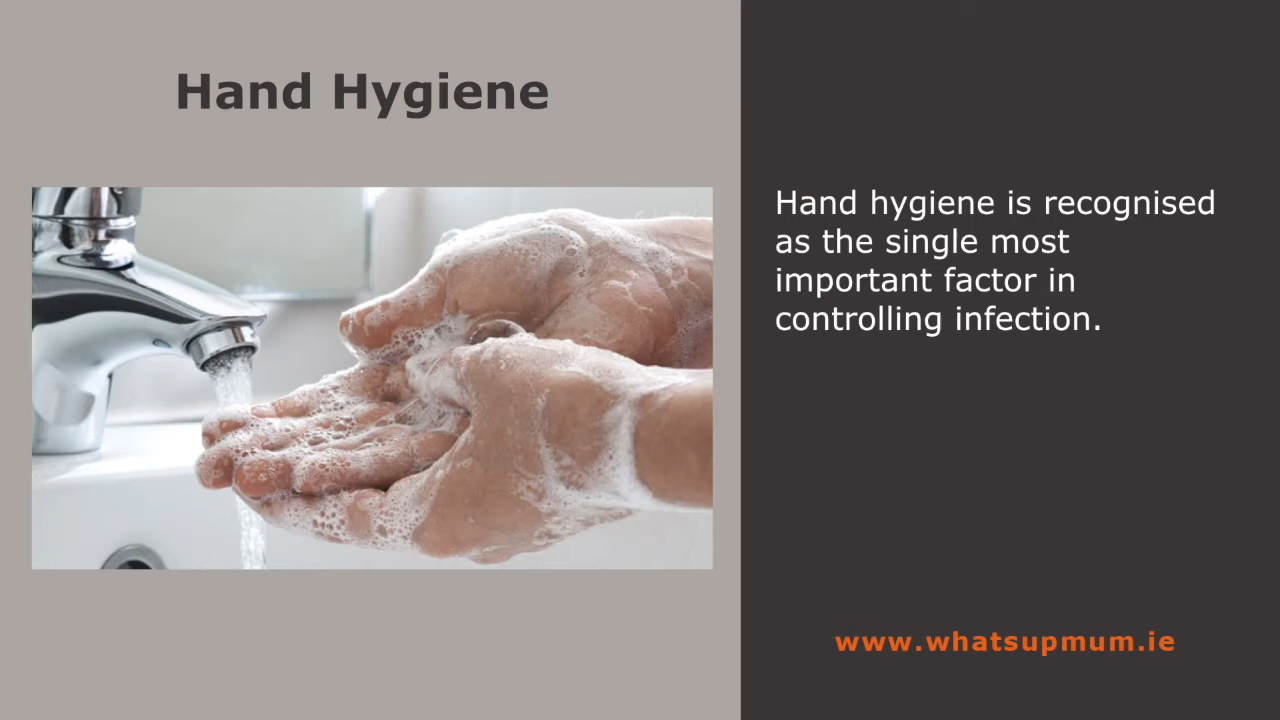 Hand Hygiene
Hand hygiene is recognised
as the single most
important factor in
controlling infection.
www.whatsupmum.ie